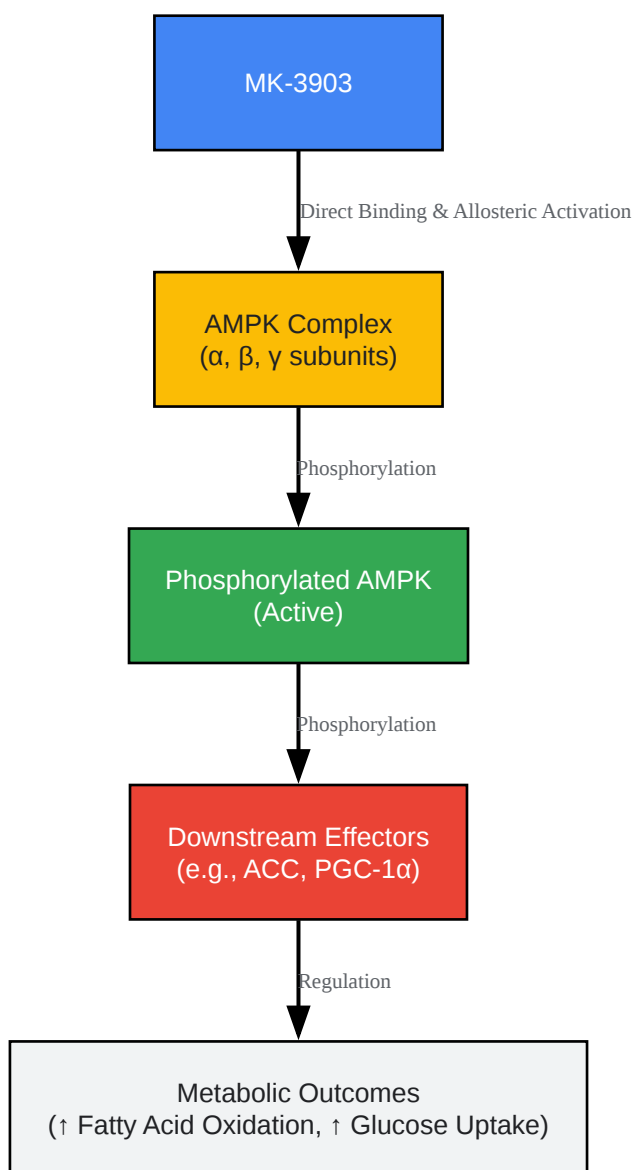 MK-3903
Direct Binding & Allosteric Activation
AMPK Complex
(α, β, γ subunits)
Phosphorylation
Phosphorylated AMPK
(Active)
Phosphorylation
Downstream Effectors
(e.g., ACC, PGC-1α)
Regulation
Metabolic Outcomes
(↑ Fatty Acid Oxidation, ↑ Glucose Uptake)